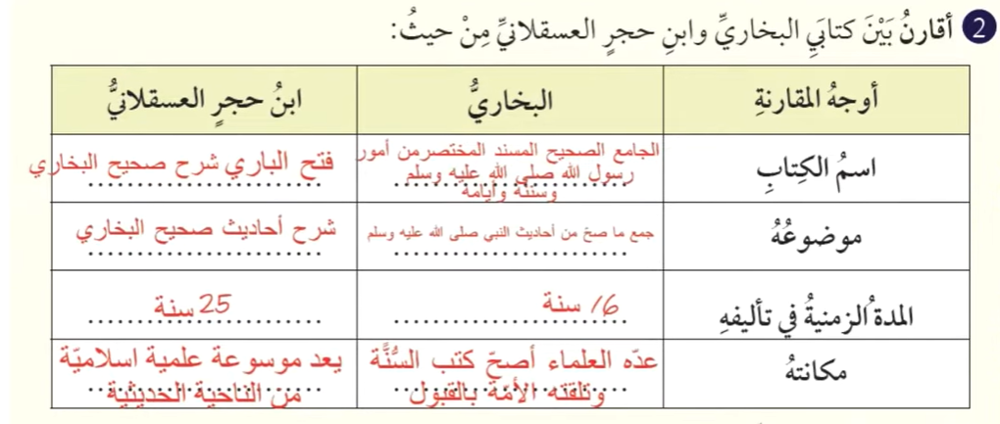 2 أقارنُ بَيْنَ كتابَيِ البخاريِّ وابنِ حجرٍ العسقلانيِّ مِنْ حيثُ:
أوجهُ المقارنةِ	البخاريُّ	ابنُ حجرٍ العسقلانيُّ
اسمُ الكِتابِ	الجامع الصحيح المسند المختصرمن أمور	فتح الباري شرح صحيح البخاري
رسول الله صلى الله عليه وسلم
وسننه وأيامه
موضوعُهُ	جمع ما صحّ من أحاديث النبي صلى الله عليه وسلم	شرح أحاديث صحيح البخاري
المدةُ الزمنيةُ في تأليفِهِ	16 سنة	25 سنة
مكانتهُ	عدّه العلماء أصحّ كتب السُّنَّة	يعد موسوعة علمية اسلاميّة
وتلقته الأمّة بالقبول	من الناحية الحديثية